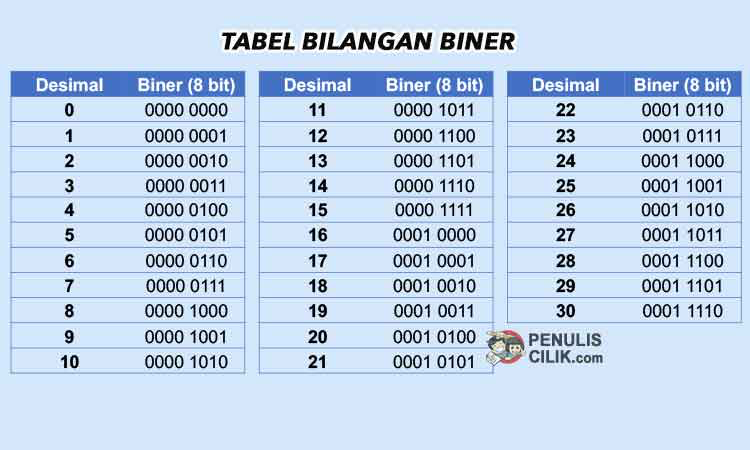 TABEL BILANGAN BINER
Desimal Biner (8 bit)
0 0000 0000
1 0000 0001
2 0000 0010
3 0000 0011
4 0000 0100
5 0000 0101
6 0000 0110
7 0000 0111
8 0000 1000
9 0000 1001
10 0000 1010
Desimal Biner (8 bit)
11 0000 1011
12 0000 1100
13 0000 1101
14 0000 1110
15 0000 1111
16 0001 0000
17 0001 0001
18 0001 0010
19 0001 0011
20 0001 0100
21 0001 0101
Desimal Biner (8 bit)
22 0001 0110
23 0001 0111
24 0001 1000
25 0001 1001
26 0001 1010
27 0001 1011
28 0001 1100
29 0001 1101
30 0001 1110
PENULIS
CILIK.com